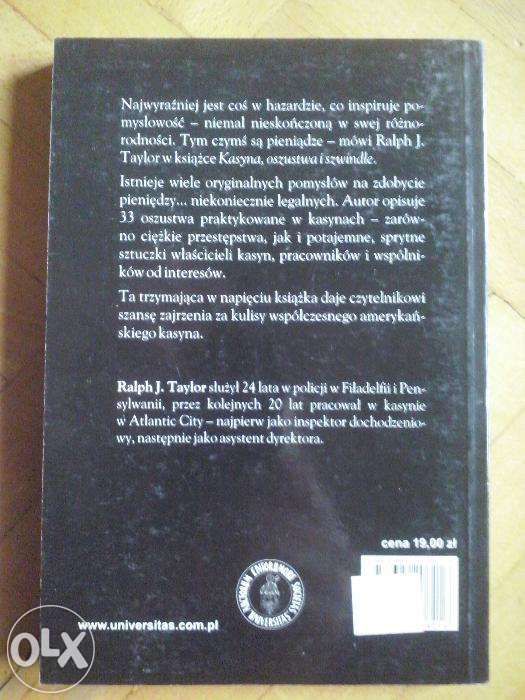 Najwyraźniej jest coś w hazardzie, co inspiruje po-
mysłowość – niemal nieskończoną w swej różno-
rodności. Tym czymś są pieniądze – mówi Ralph J.
Taylor w książce Kasyna, oszustwa i szwindle.
Istnieje wiele oryginalnych pomysłów na zdobycie
pieniędzy... niekoniecznie legalnych. Autor opisuje
33 oszustwa praktykowane w kasynach – zarów-
no ciężkie przestępstwa, jak i potajemne, sprytne
sztuczki właścicieli kasyn, pracowników i wspólni-
ków od interesów.
Ta trzymająca w napięciu książka daje czytelnikowi
szansę zajrzenia za kulisy współczesnego amerykań-
skiego kasyna.
Ralph J. Taylor służył 24 lata w policji w Filadelfii i Pen-
sylwanii, przez kolejnych 20 lat pracował w kasynie
w Atlantic City – najpierw jako inspektor dochodzenio-
wy, następnie jako asystent dyrektora.
cena 19,00 zł
UNIVERSITAS
www.universitas.com.pl
OLX